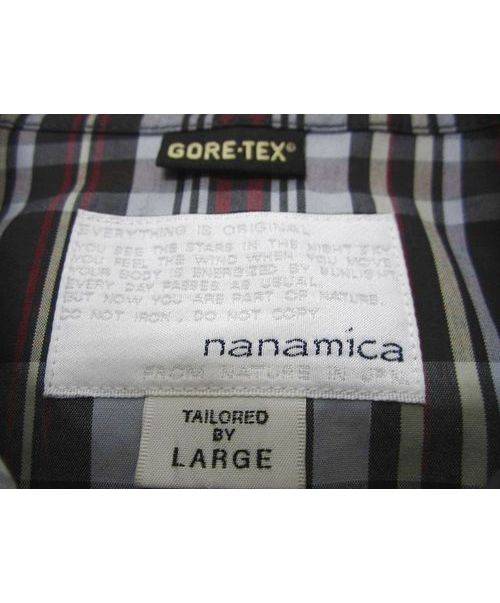 GORE-TEX®
EVERYTHING IS ORIGINAL
YOU SEE THE STARS IN THE NIGHT SKY.
YOU FEEL THE WIND WHEN YOU MOVE.
YOUR BODY IS ENERGIZED BY SUNLIGHT.
EVERY DAY PASSES AS USUAL.
BUT NOW YOU ARE PART OF NATURE.
DO NOT IRON. DO NOT COPY
nanamica
FROM NATURE IN JPN.
TAILORED
BY
LARGE